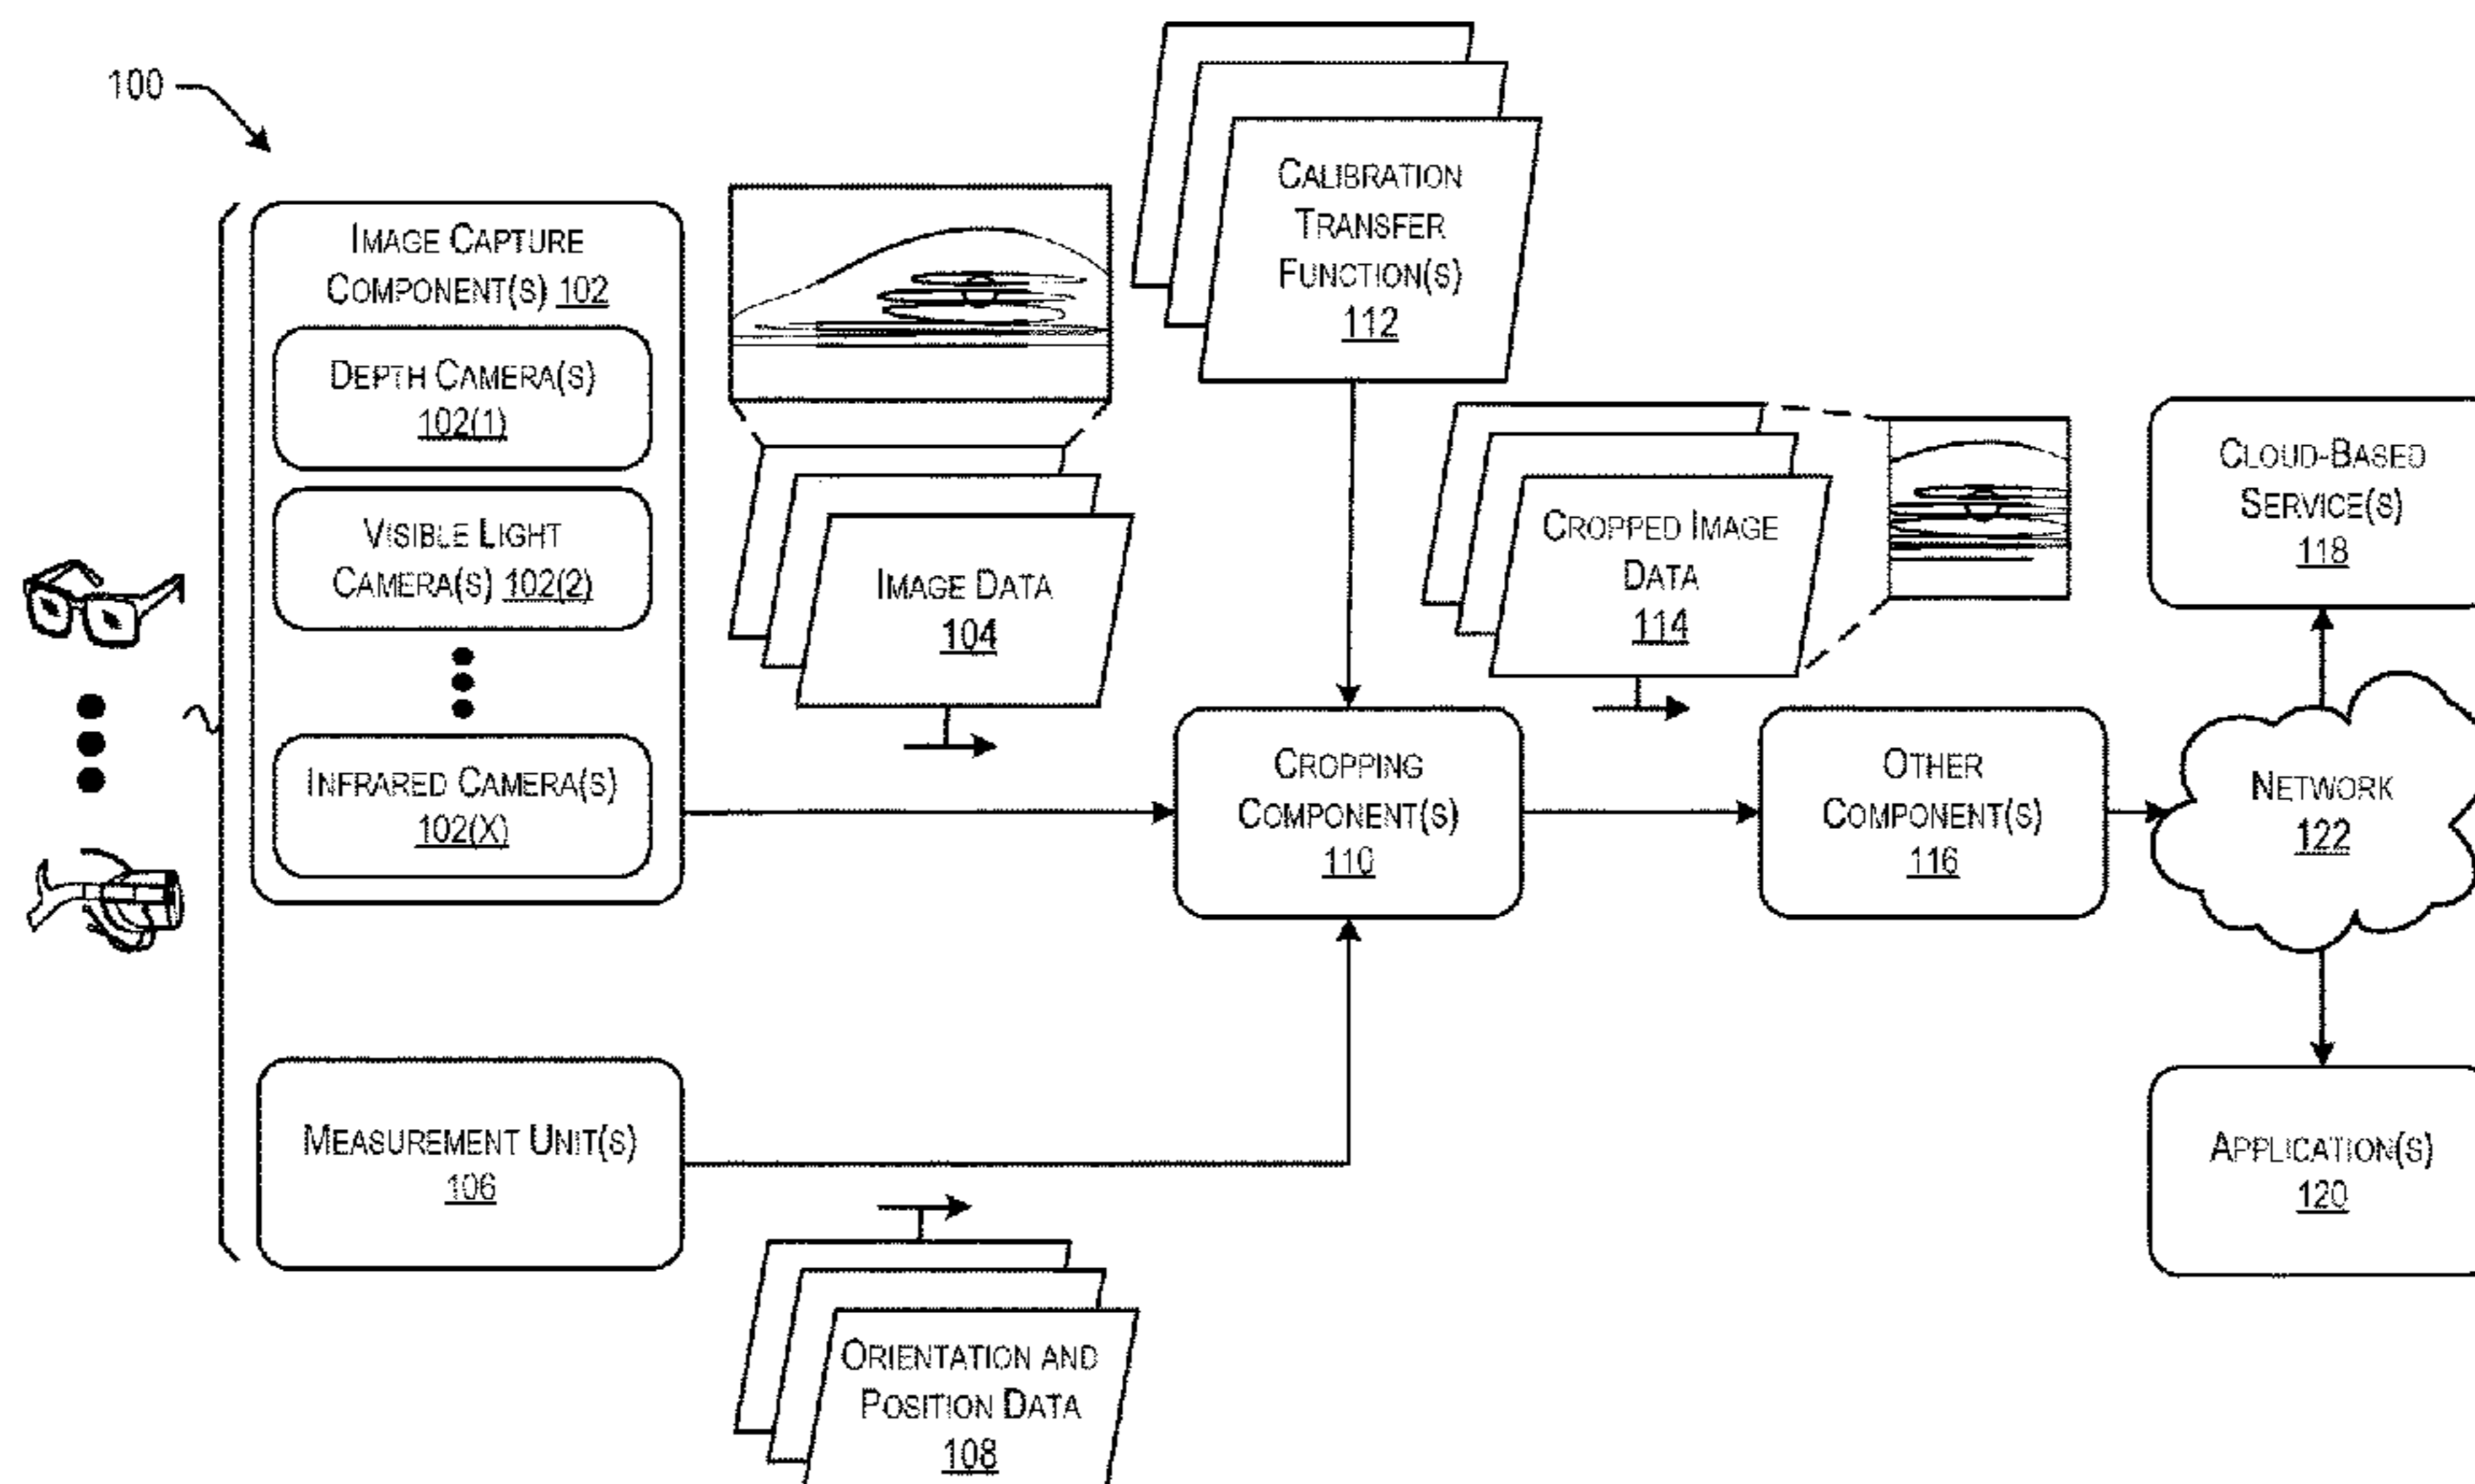 100
IMAGE CAPTURE
COMPONENT(S) 102
DEPTH CAMERA(S)
102(1)
VISIBLE LIGHT
CAMERA(S) 102(2)
INFRARED CAMERA(S)
102(X)
MEASUREMENT UNIT(S)
106
IMAGE DATA
104
ORIENTATION AND
POSITION DATA
108
CALIBRATION
TRANSFER
FUNCTION(S)
112
CROPPING
COMPONENT(S)
110
CROPPED IMAGE
DATA
114
OTHER
COMPONENT(S)
116
CLOUD-BASED
SERVICE(S)
118
NETWORK
122
APPLICATION(S)
120